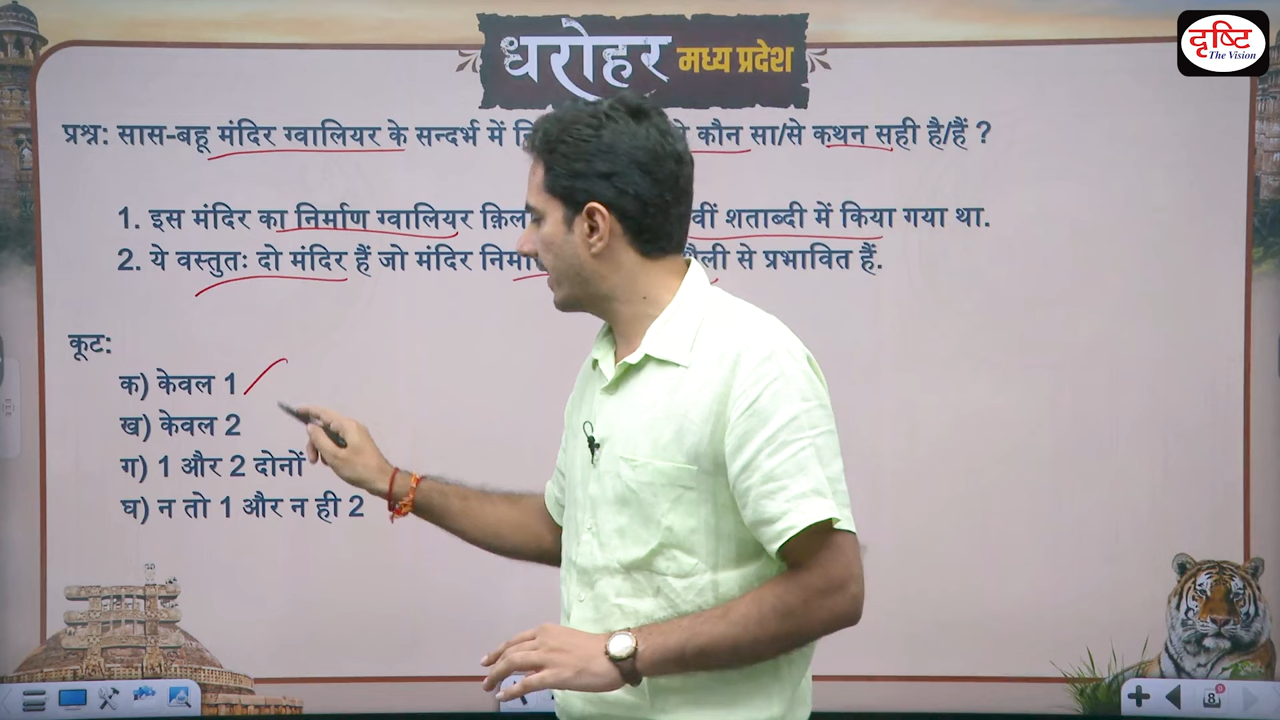 धरोहर मध्य प्रदेश
दृष्टि
The Vision
प्रश्न: सास-बहू मंदिर ग्वालियर के सन्दर्भ में कौन सा/से कथन सही है/हैं ?
1. इस मंदिर का निर्माण ग्वालियर वीं शताब्दी में किया गया था.
2. ये वस्तुतः दो मंदिर हैं जो मंदिर से प्रभावित हैं.
कूट:
क) केवल 1
ख) केवल 2
ग) 1 और 2 दोनों
घ) न तो 1 और न ही 2
8